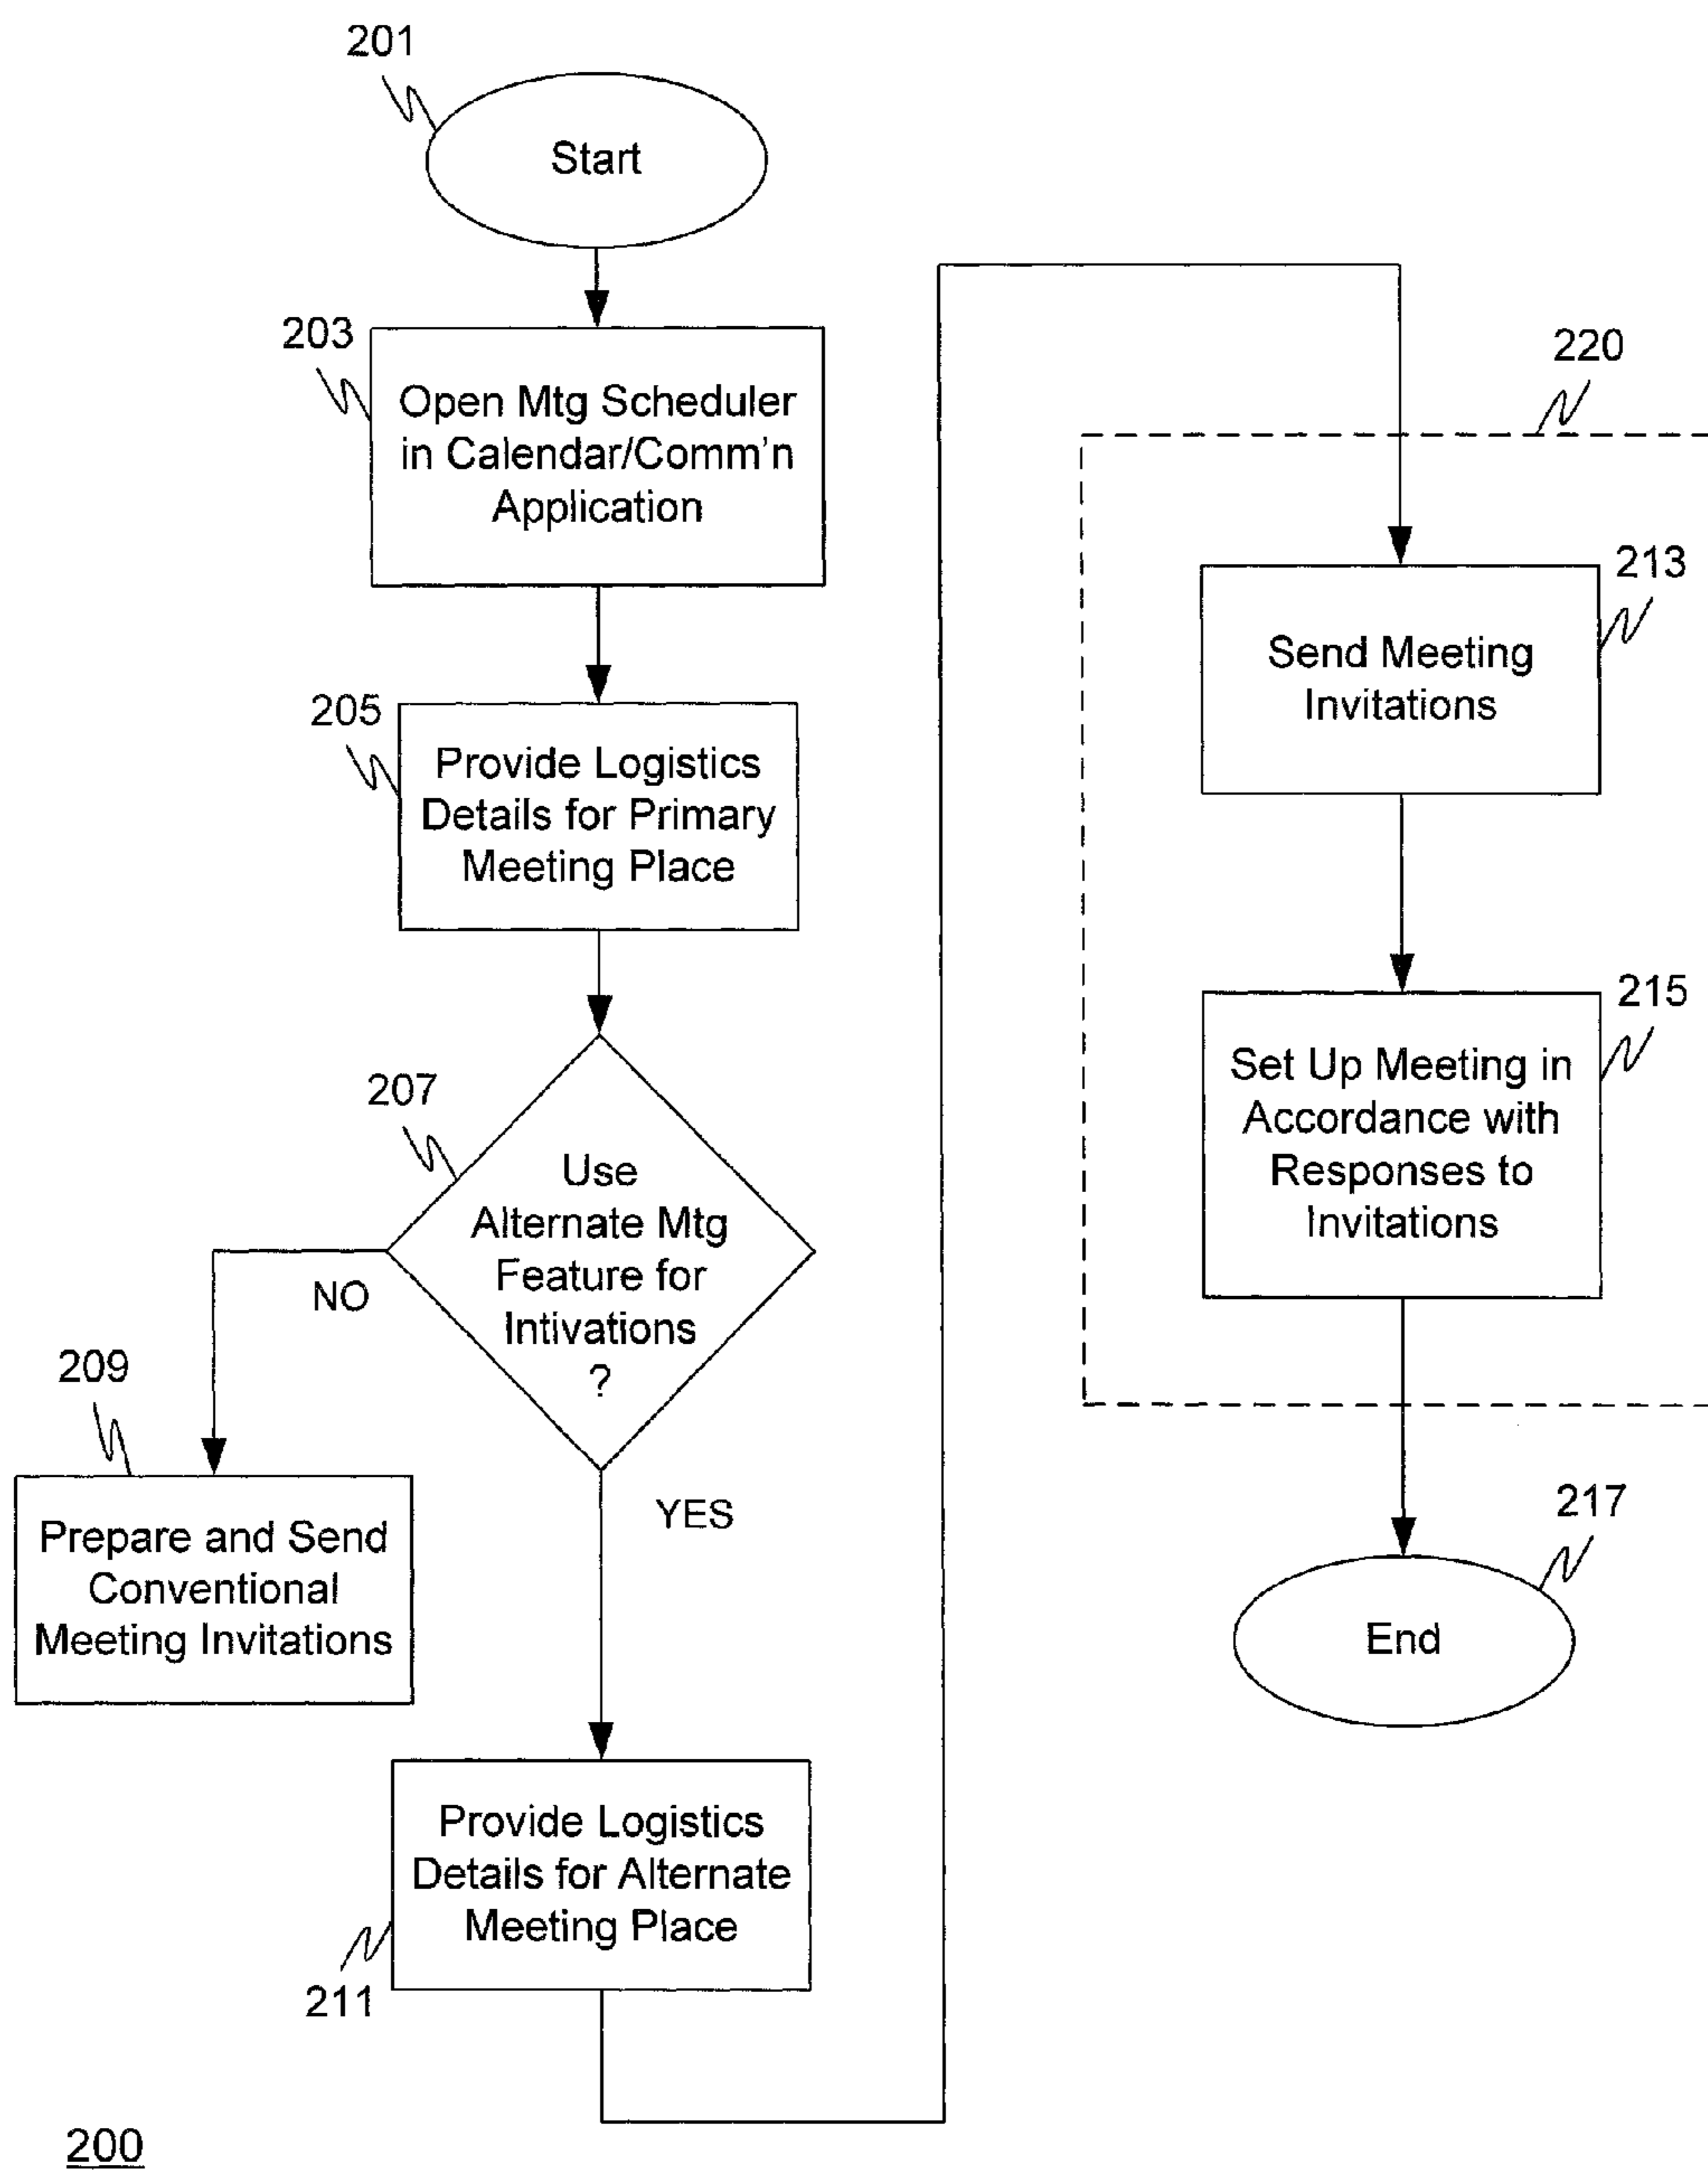 201
Start
203
Open Mtg Scheduler
in Calendar/Comm'n
Application
205
Provide Logistics
Details for Primary
Meeting Place
207
Use
Alternate Mtg
Feature for
Intivations
?
NO
YES
209
Prepare and Send
Conventional
Meeting Invitations
Provide Logistics
Details for Alternate
Meeting Place
211
220
213
Send Meeting
Invitations
215
Set Up Meeting in
Accordance with
Responses to
Invitations
217
End
200